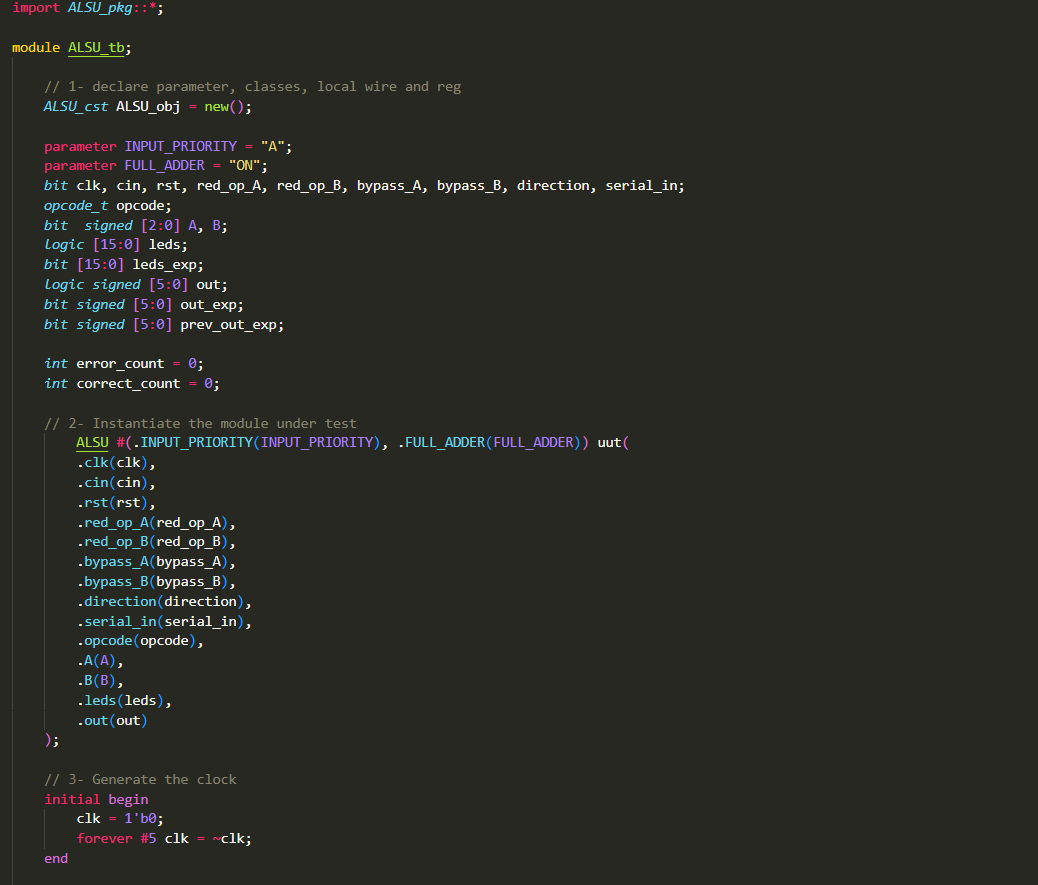 import ALSU_pkg::*;
module ALSU_tb;
// 1- declare parameter, classes, local wire and reg
ALSU_cst ALSU_obj = new();
parameter INPUT_PRIORITY = "A";
parameter FULL_ADDER = "ON";
bit clk, cin, rst, red_op_A, red_op_B, bypass_A, bypass_B, direction, serial_in;
opcode_t opcode;
bit  signed [2:0] A, B;
logic [15:0] leds;
bit [15:0] leds_exp;
logic signed [5:0] out;
bit signed [5:0] out_exp;
bit signed [5:0] prev_out_exp;
int error_count = 0;
int correct_count = 0;
// 2- Instantiate the module under test
ALSU #(.INPUT_PRIORITY(INPUT_PRIORITY), .FULL_ADDER(FULL_ADDER)) uut(
.clk(clk),
.cin(cin),
.rst(rst),
.red_op_A(red_op_A),
.red_op_B(red_op_B),
.bypass_A(bypass_A),
.bypass_B(bypass_B),
.direction(direction),
.serial_in(serial_in),
.opcode(opcode),
.A(A),
.B(B),
.leds(leds),
.out(out)
);
// 3- Generate the clock
initial begin
clk = 1'b0;
forever #5 clk = ~clk;
end